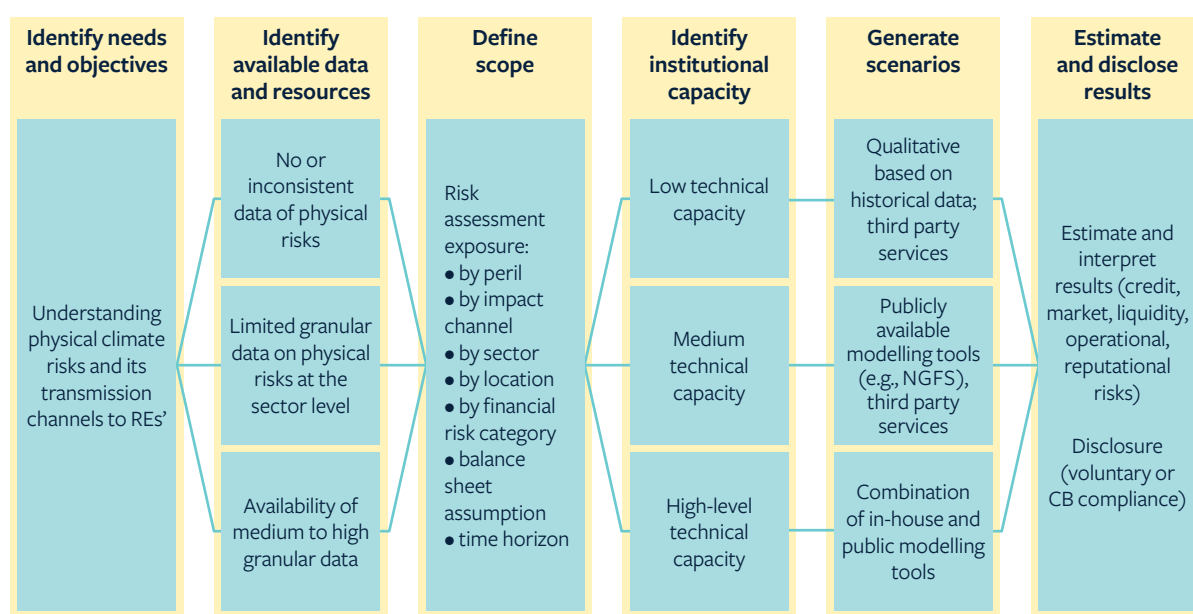 Identify needs
and objectives
Identify
available data
and resources
Define
scope
Identify
institutional
capacity
Generate
scenarios
Estimate
and disclose
results
Understanding
physical climate
risks and its
transmission
channels to REs’
No or
inconsistent
data of physical
risks
Limited granular
data on physical
risks at the
sector level
Availability of
medium to high
granular data
Risk
assessment
exposure:
• by peril
• by impact
channel
• by sector
• by location
• by financial
risk category
• balance
sheet
assumption
• time horizon
Low technical
capacity
Medium
technical
capacity
High-level
technical
capacity
Qualitative
based on
historical data;
third party
services
Publicly
available
modelling tools
(e.g., NGFS),
third party
services
Combination
of in-house and
public modelling
tools
Estimate and
interpret
results (credit,
market, liquidity,
operational,
reputational
risks)
Disclosure
(voluntary or
CB compliance)